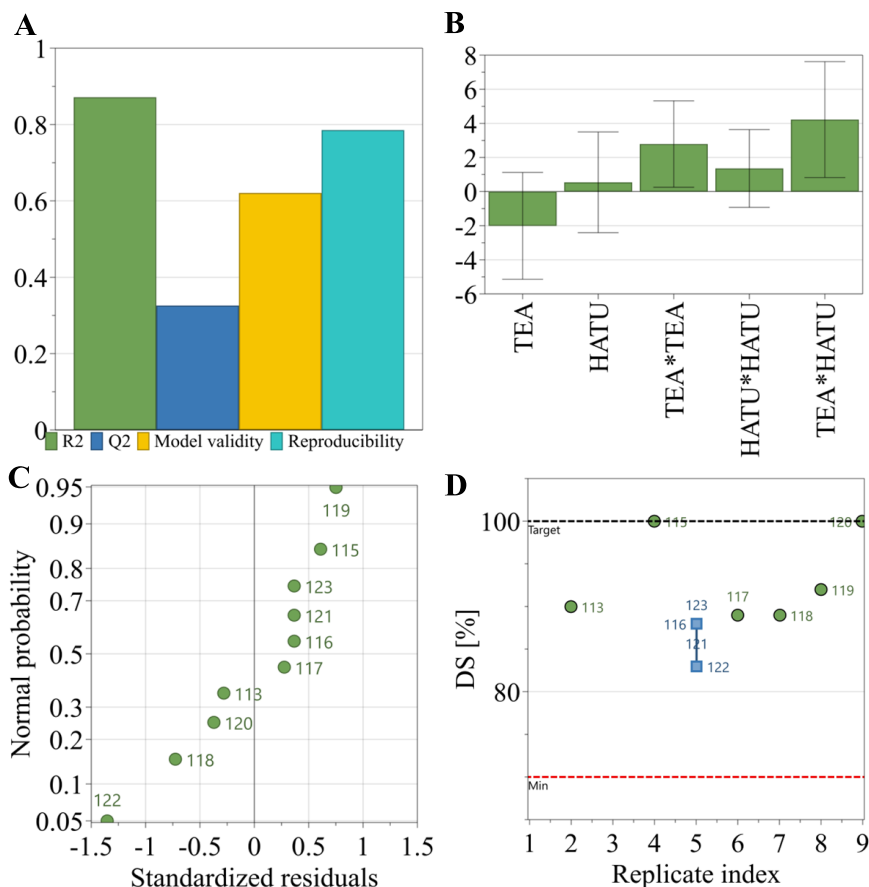 A
1
0.8
0.6
0.4
0.2
0
R2 Q2 Model validity Reproducibility
B
8
6
4
2
0
-2
-4
-6
TEA
HATU
TEA*TEA
HATU*HATU
TEA*HATU
C
Normal probability
0.95
0.9
0.8
0.7
0.5
0.3
0.2
0.1
0.05
119
115
123
121
116
117
113
120
118
122
-1.5 -1 -0.5 0 0.5 1 1.5
Standardized residuals
D
DS [%]
100
80
Target
Min
115
120
113
123
116
121
122
117
118
119
1 2 3 4 5 6 7 8 9
Replicate index